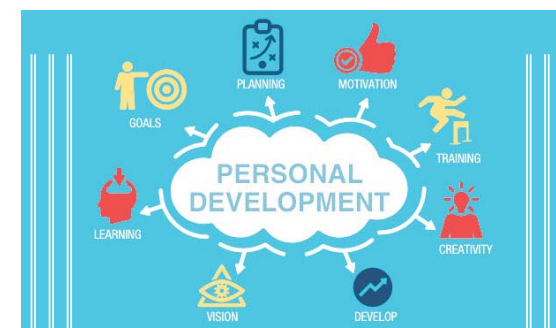 PLANNING
MOTIVATION
GOALS
TRAINING
PERSONAL
DEVELOPMENT
LEARNING
CREATIVITY
VISION
DEVELOP